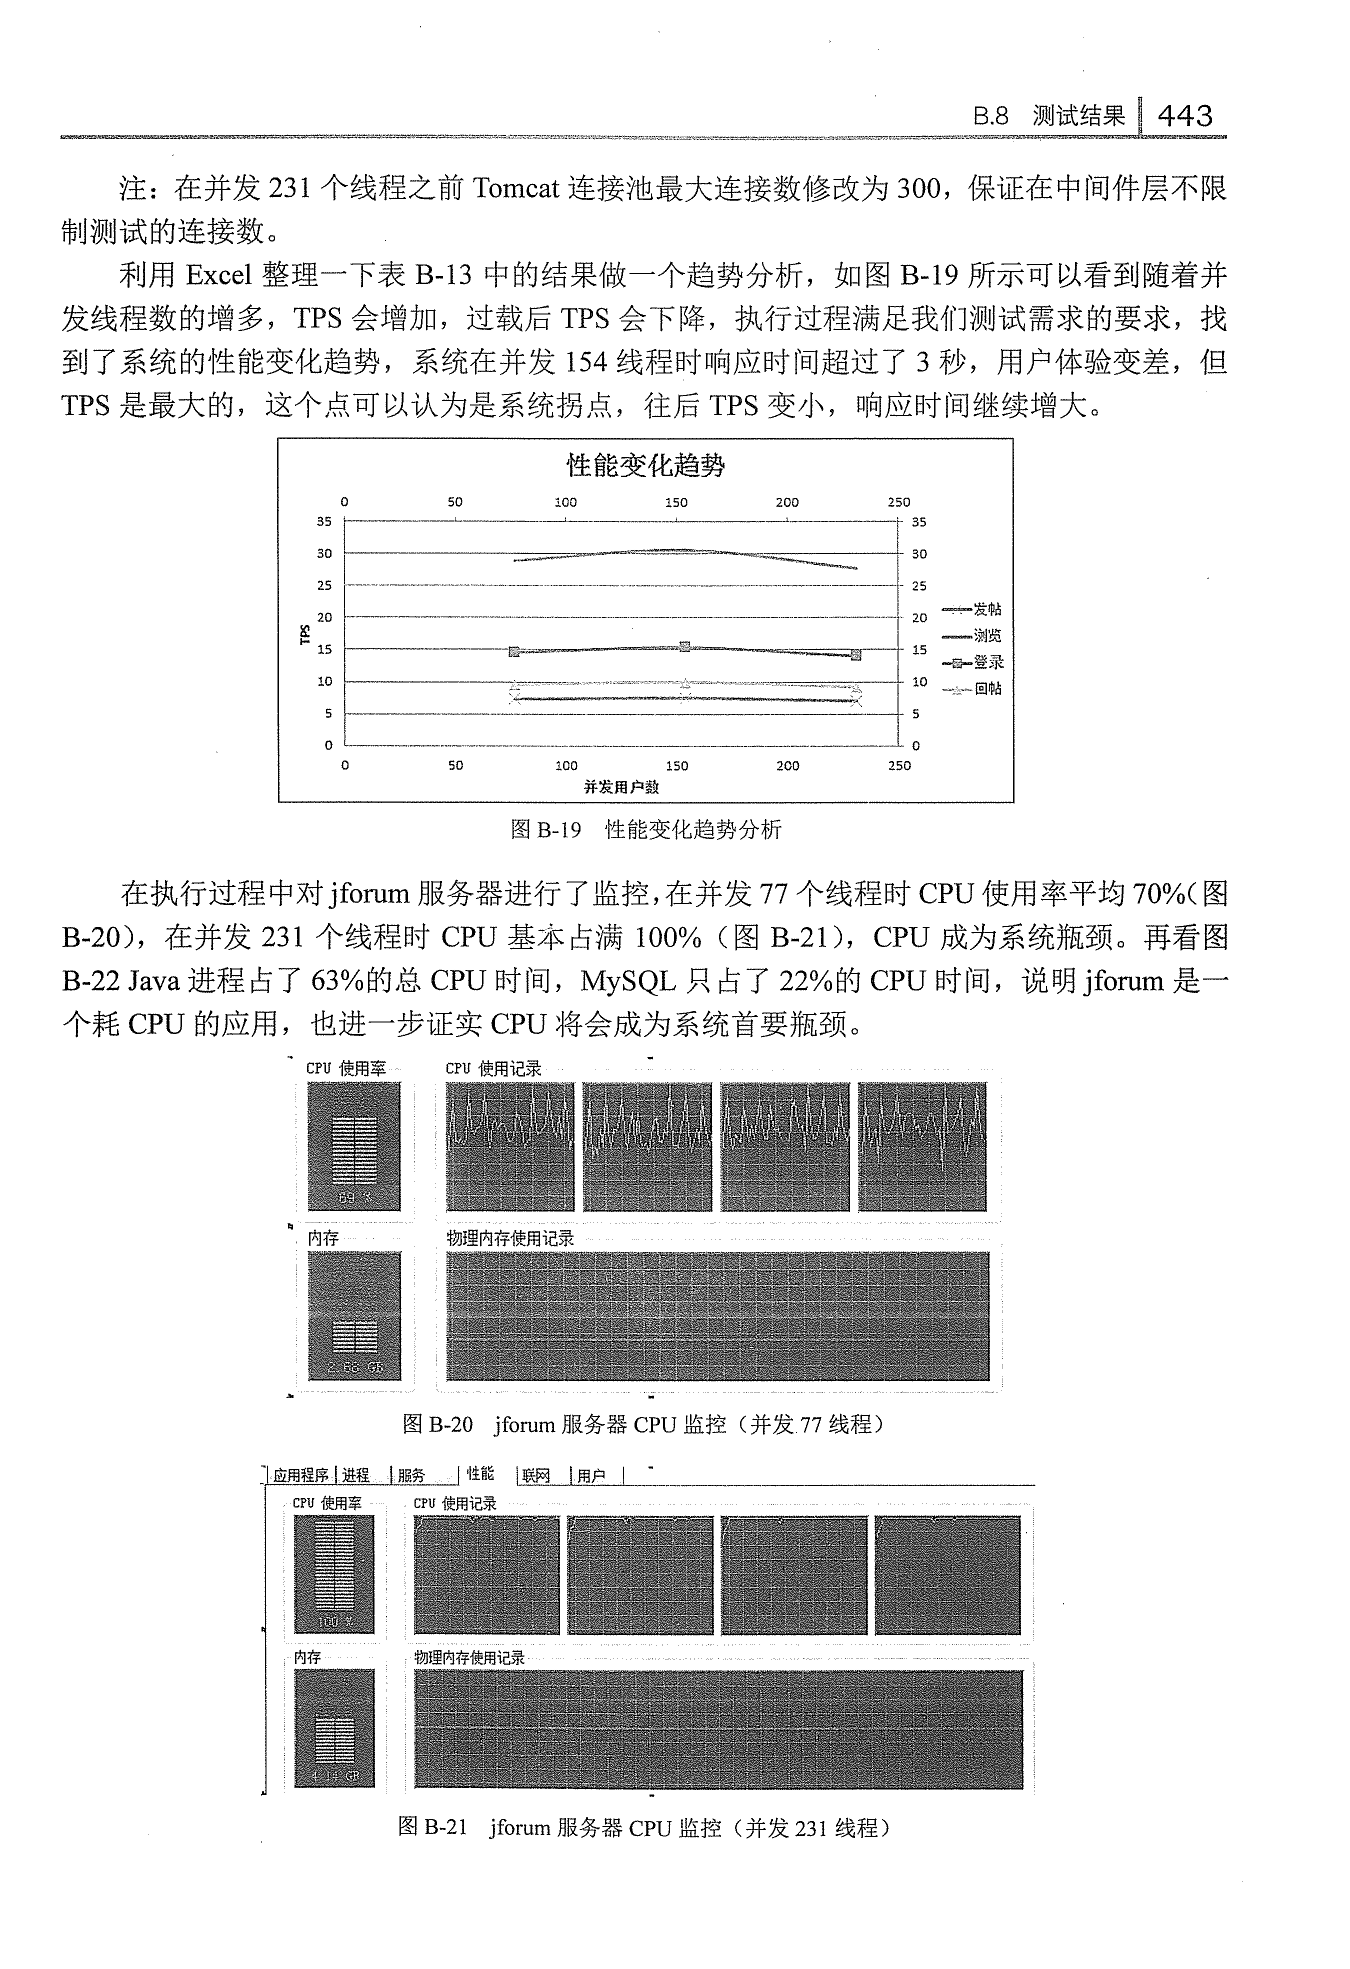 B.8 测试结果 443
注：在并发 231 个线程之前 Tomcat 连接池最大连接数修改为 300，保证在中间件层不限
制测试的连接数。
利用 Excel 整理一下表 B-13 中的结果做一个趋势分析，如图 B-19 所示可以看到随着并
发线程数的增多，TPS 会增加，过载后 TPS 会下降，执行过程满足我们测试需求的要求，找
到了系统的性能变化趋势，系统在并发 154 线程时响应时间超过了 3 秒，用户体验变差，但
TPS 是最大的，这个点可以认为是系统拐点，往后 TPS 变小，响应时间继续增大。
性能变化趋势
0 50 100 150 200 250
35 35
30 30
25 25
20 20
15 15
10 10
5 5
0 0
TPS
0 50 100 150 200 250
并发用户数
发帖
浏览
登录
回帖
图 B-19 性能变化趋势分析
在执行过程中对 jforum 服务器进行了监控，在并发 77 个线程时 CPU 使用率平均 70%（图
B-20），在并发 231 个线程时 CPU 基本占满 100%（图 B-21），CPU 成为系统瓶颈。再看图
B-22 Java 进程占了 63%的总 CPU 时间，MySQL 只占了 22%的 CPU 时间，说明 jforum 是一
个耗 CPU 的应用，也进一步证实 CPU 将会成为系统首要瓶颈。
CPU 使用率 CPU 使用记录
69 %
内存 物理内存使用记录
图 B-20 jforum 服务器 CPU 监控（并发 77 线程）
应用程序 进程 服务 性能 联网 用户
CPU 使用率 CPU 使用记录
100 %
内存 物理内存使用记录
4.14 GB
图 B-21 jforum 服务器 CPU 监控（并发 231 线程）